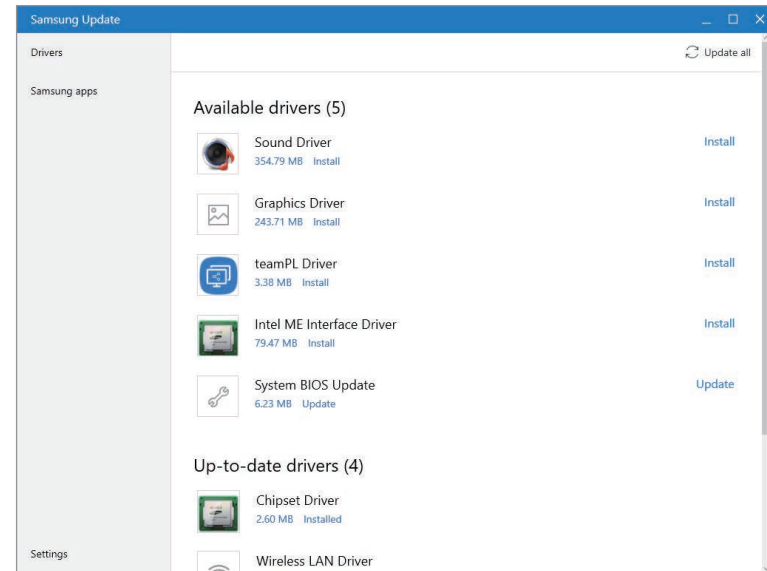 Samsung Update
Drivers
Update all
Samsung apps
Available drivers (5)
Sound Driver
Install
354.79 MB Install
Graphics Driver
Install
243.71 MB Install
teamPL Driver
Install
3.38 MB Install
Intel ME Interface Driver
Install
79.47 MB Install
System BIOS Update
Update
6.23 MB Update
Up-to-date drivers (4)
Chipset Driver
2.60 MB Installed
Settings
Wireless LAN Driver